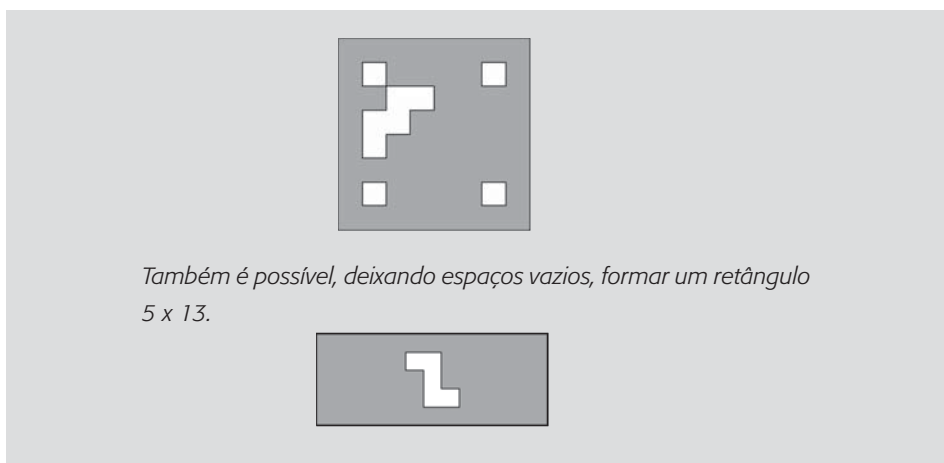 Também é possível, deixando espaços vazios, formar um retângulo
5 x 13.